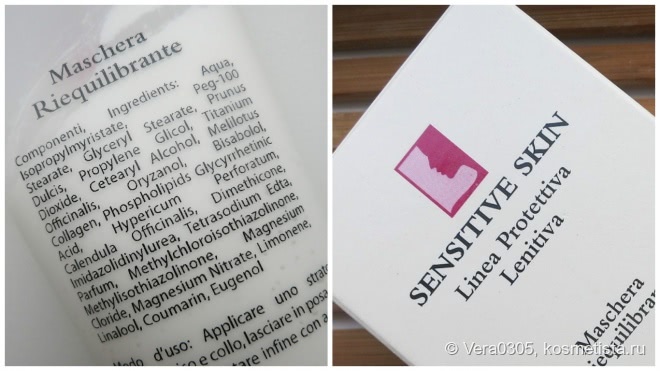 Maschera
Riequilibrante
Componenti, Ingredients: Aqua,
Isopropylmyristate, Peg-100
Stearate, Glyceryl Stearate, Prunus
Dulcis, Propylene Glicol, Titanium
Dioxide, Cetearyl Alcohol, Melilotus
Officinalis, Oryzanol, Bisabolol,
Collagen, Phospholipids Glycyrrhetinic
Acid, Hypericum Perforatum,
Calendula Officinalis, Dimethicone,
Imidazolidinylurea, Tetrasodium Edta,
Parfum, Methylchloroisothiazolinone,
Methylisothiazolinone, Magnesium
Cloride, Magnesium Nitrate, Limonene,
Linalool, Coumarin, Eugenol
d'uso: Applicare uno
e collo, lasciare in posa
infine con
SENSITIVE SKIN
Linea Protettiva
Lenitiva
Maschera
© Vera0305, kosmetista.ru